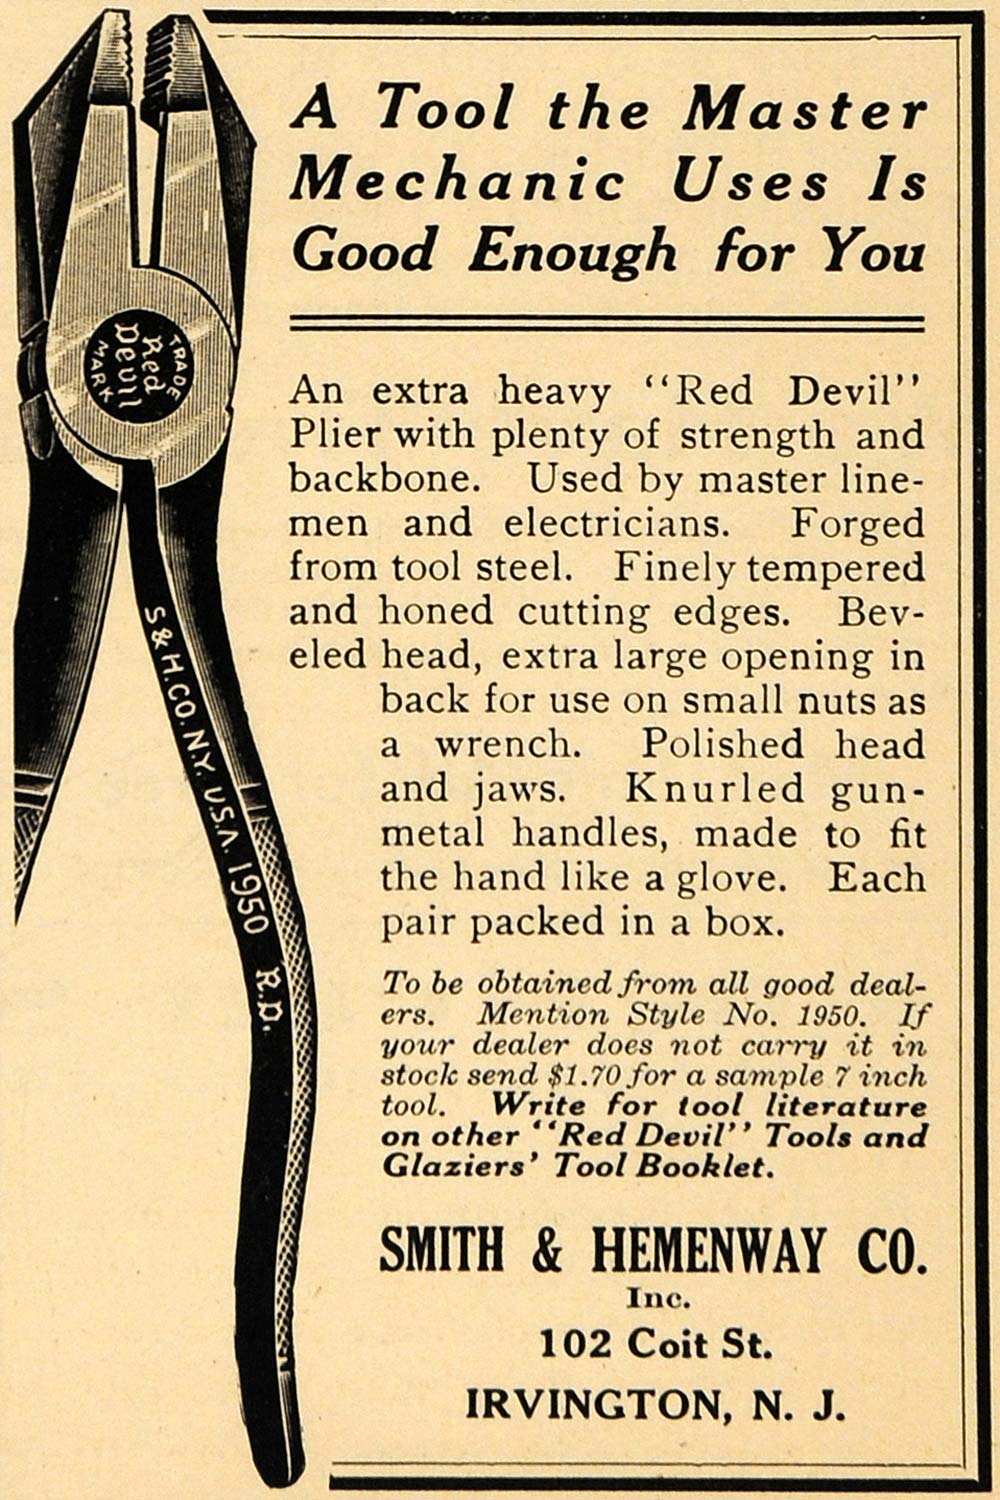 A Tool the Master
Mechanic Uses Is
Good Enough for You
TRADE
Red
Devil
MARK
An extra heavy "Red Devil"
Plier with plenty of strength and
backbone. Used by master line-
men and electricians. Forged
from tool steel. Finely tempered
and honed cutting edges. Bev-
eled head, extra large opening in
back for use on small nuts as
a wrench. Polished head
and jaws. Knurled gun-
metal handles, made to fit
the hand like a glove. Each
pair packed in a box.
S & H. CO. N.Y. U.S.A. 1950 R.D.
To be obtained from all good deal-
ers. Mention Style No. 1950. If
your dealer does not carry it in
stock send $1.70 for a sample 7 inch
tool. Write for tool literature
on other "Red Devil" Tools and
Glaziers' Tool Booklet.
SMITH & HEMENWAY CO.
Inc.
102 Coit St.
IRVINGTON, N. J.